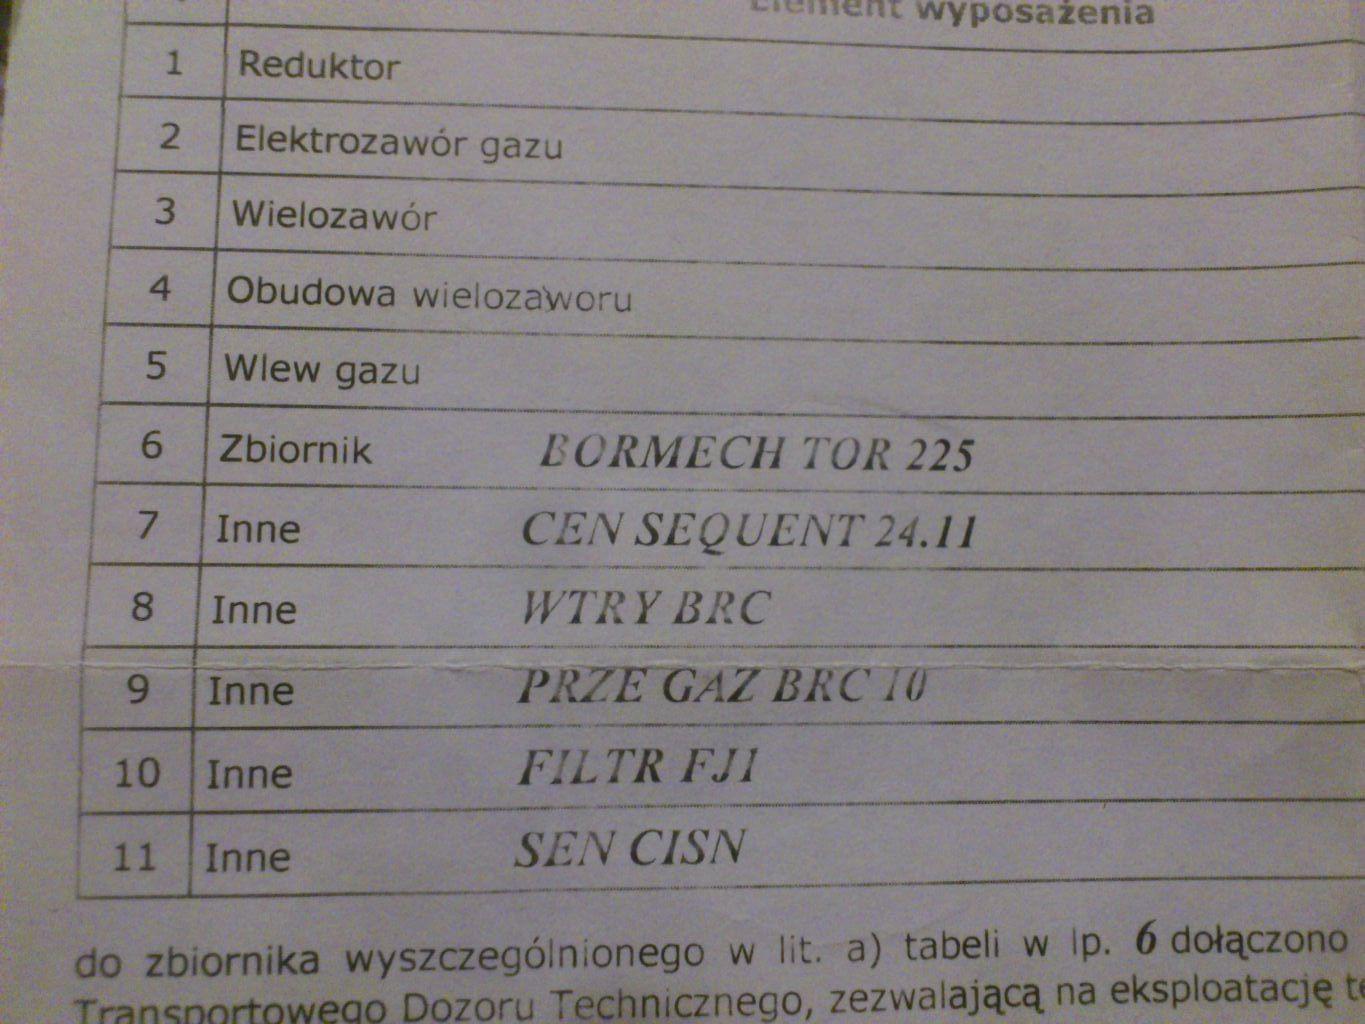 Element wyposażenia
1 Reduktor
2 Elektrozawór gazu
3 Wielozawór
4 Obudowa wielozaworu
5 Wlew gazu
6 Zbiornik BORMECH TOR 225
7 Inne CEN SEQUENT 24.11
8 Inne WTRY BRC
9 Inne PRZE GAZ BRC 10
10 Inne FILTR FJ1
11 Inne SEN CISN
do zbiornika wyszczególnionego w lit. a) tabeli w lp. 6 dołączono
Transportowego Dozoru Technicznego, zezwalającą na eksploatację